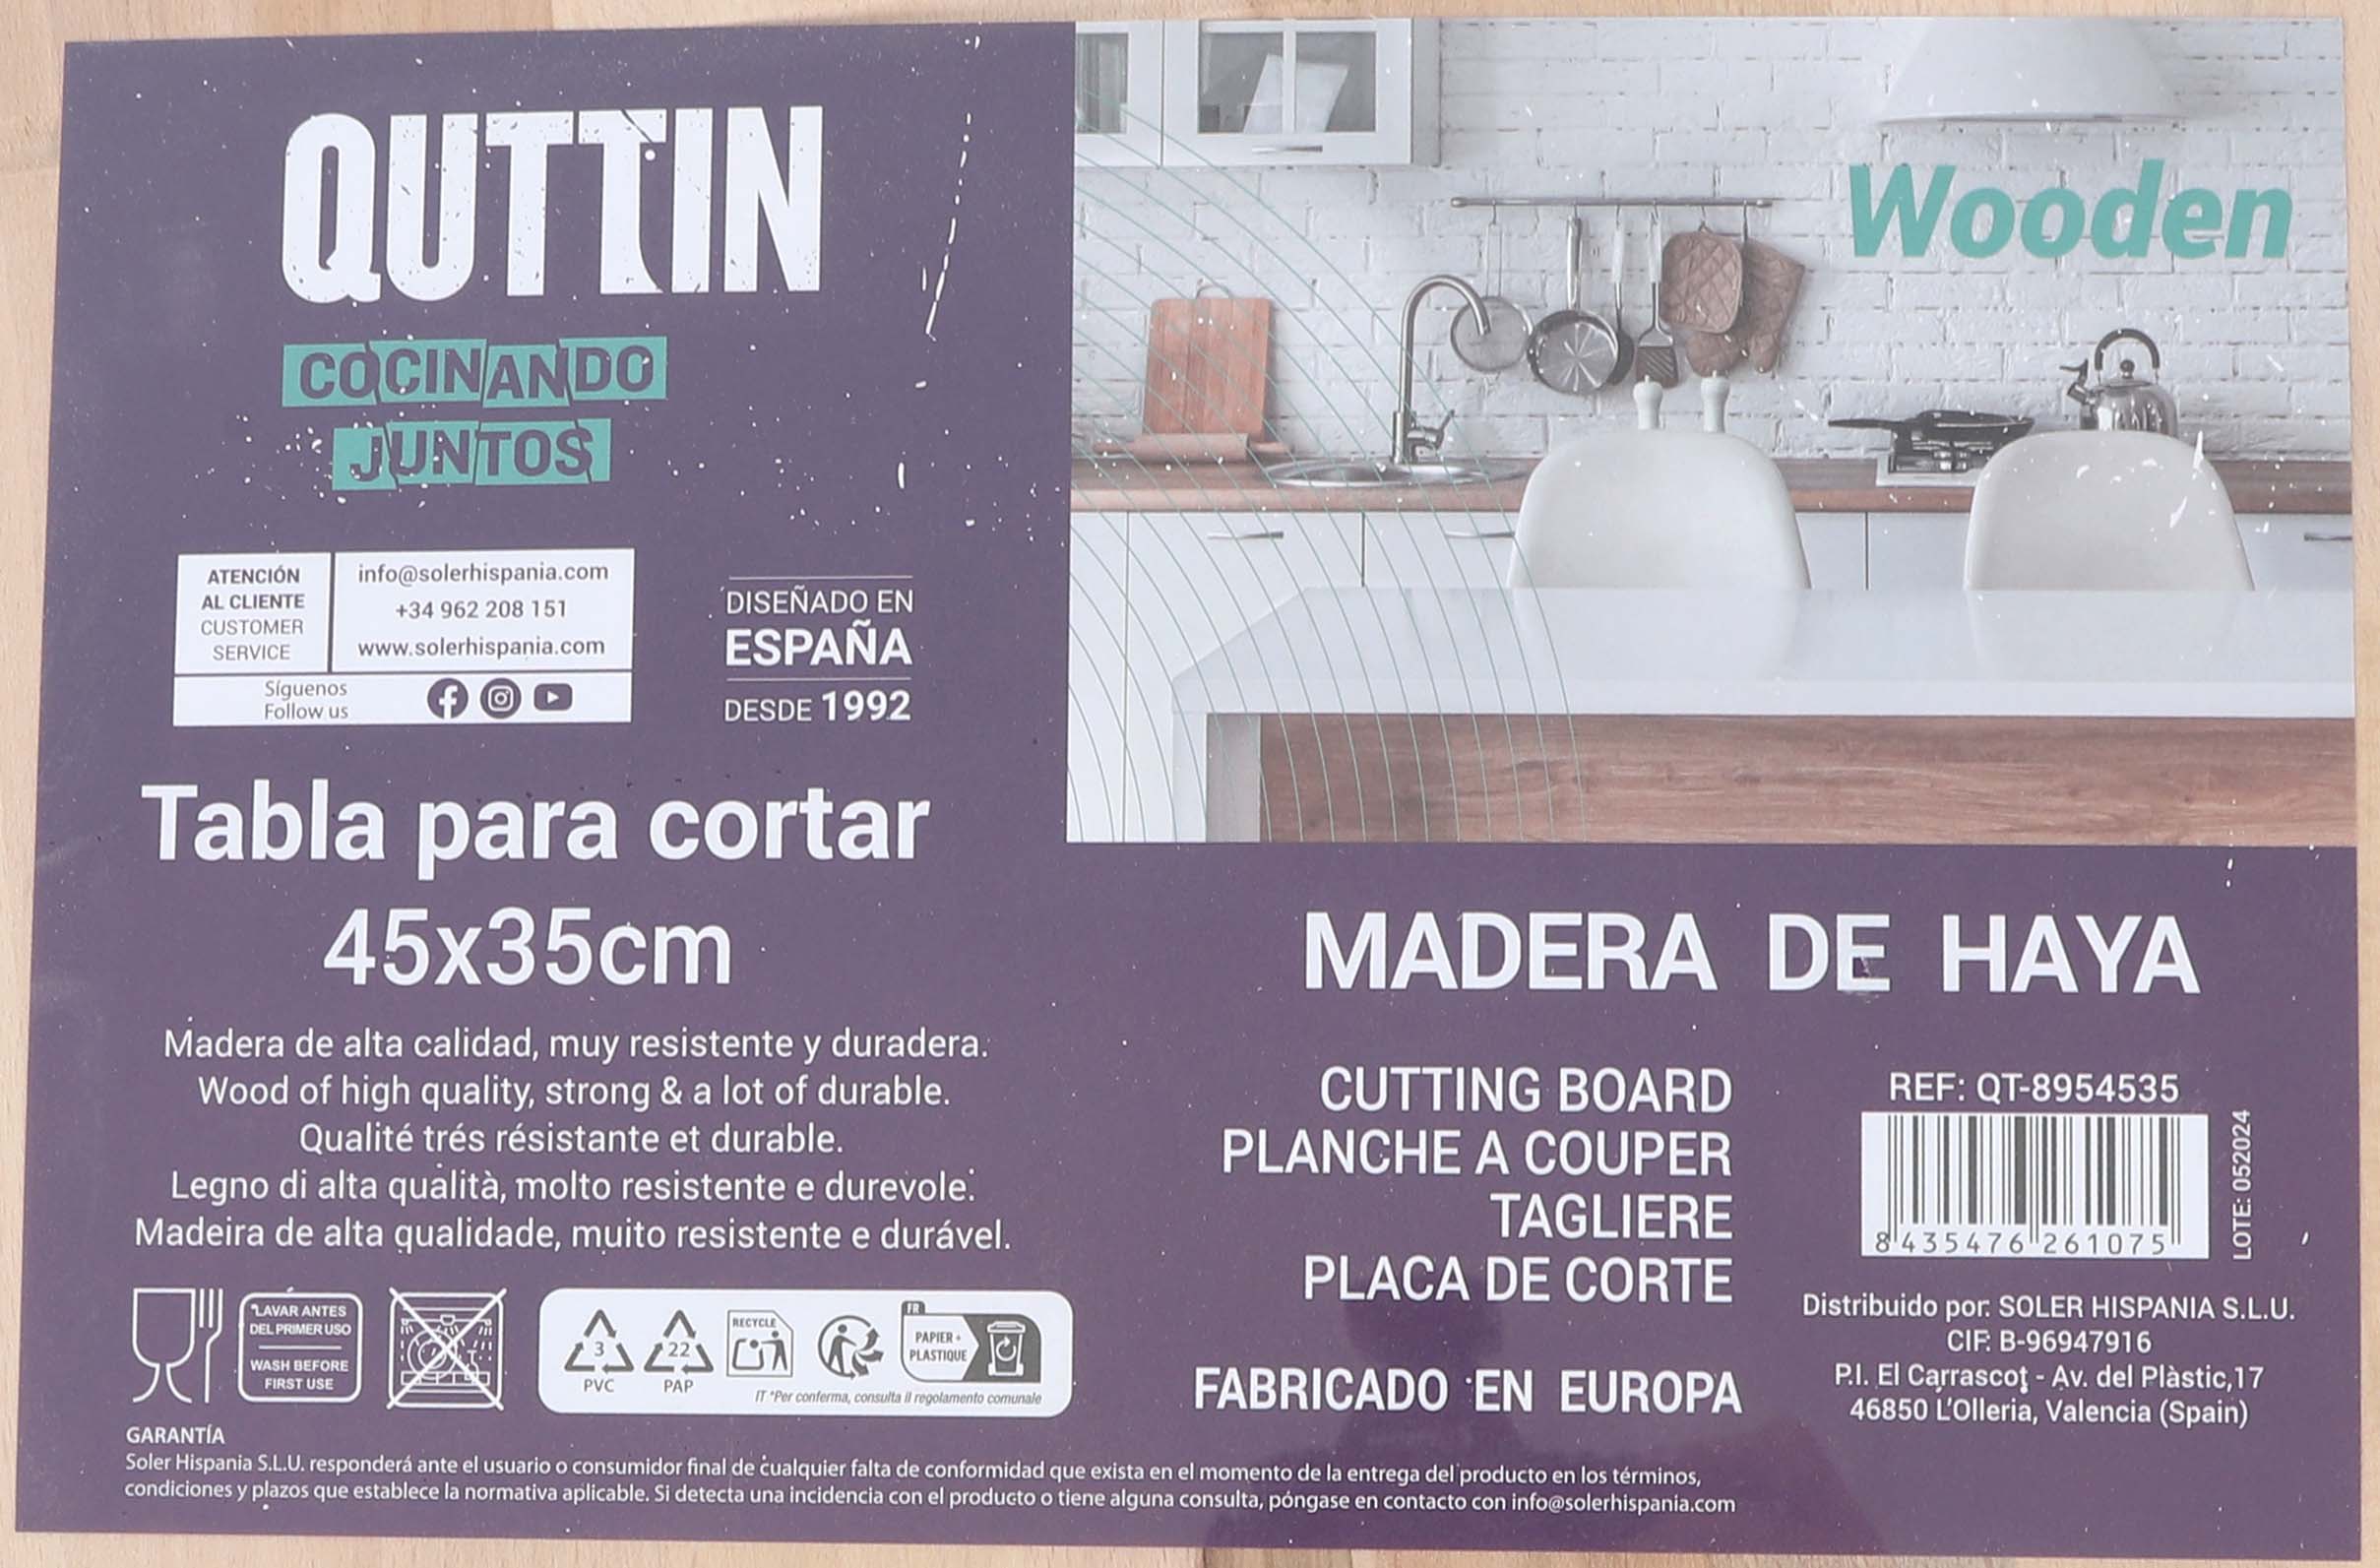 QUTTIN
COCINANDO
JUNTOS
Wooden
ATENCIÓN
AL CLIENTE
CUSTOMER
SERVICE
info@solerhispania.com
+34 962 208 151
www.solerhispania.com
Síguenos
Follow us
DISEÑADO EN
ESPAÑA
DESDE 1992
Tabla para cortar
45x35cm
Madera de alta calidad, muy resistente y duradera.
Wood of high quality, strong & a lot of durable.
Qualité trés résistante et durable.
Legno di alta qualità, molto resistente e durevole.
Madeira de alta qualidade, muito resistente e durável.
MADERA DE HAYA
CUTTING BOARD
PLANCHE A COUPER
TAGLIERE
PLACA DE CORTE
FABRICADO EN EUROPA
REF: QT-8954535
8 435476 261075
LOTE: 052024
Distribuido por: SOLER HISPANIA S.L.U.
CIF: B-96947916
P.I. El Carrascot - Av. del Plàstic,17
46850 L'Olleria, Valencia (Spain)
LAVAR ANTES
DEL PRIMER USO
WASH BEFORE
FIRST USE
3
PVC
22
PAP
RECYCLE
FR
PAPIER +
PLASTIQUE
IT *Per conferma, consulta il regolamento comunale
GARANTÍA
Soler Hispania S.L.U. responderá ante el usuario o consumidor final de cualquier falta de conformidad que exista en el momento de la entrega del producto en los términos,
condiciones y plazos que establece la normativa aplicable. Si detecta una incidencia con el producto o tiene alguna consulta, póngase en contacto con info@solerhispania.com